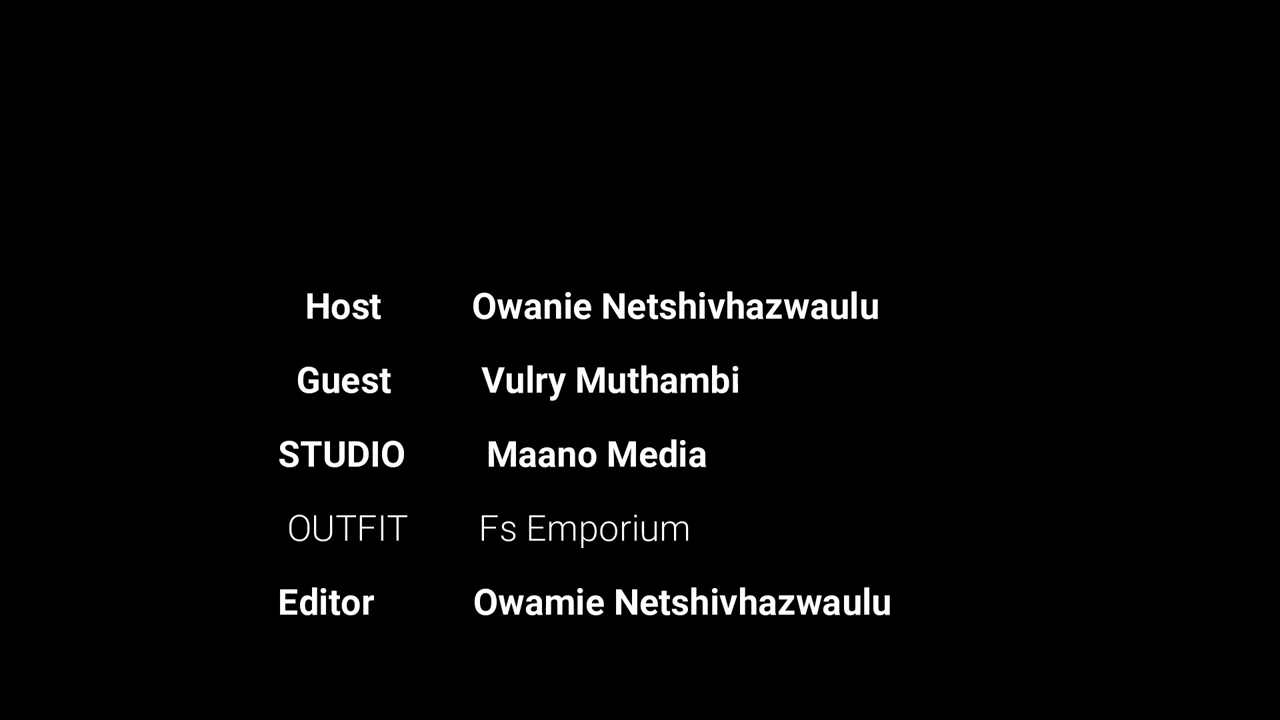 Host Owanie Netshivhazwaulu
Guest Vulry Muthambi
STUDIO Maano Media
OUTFIT Fs Emporium
Editor Owamie Netshivhazwaulu